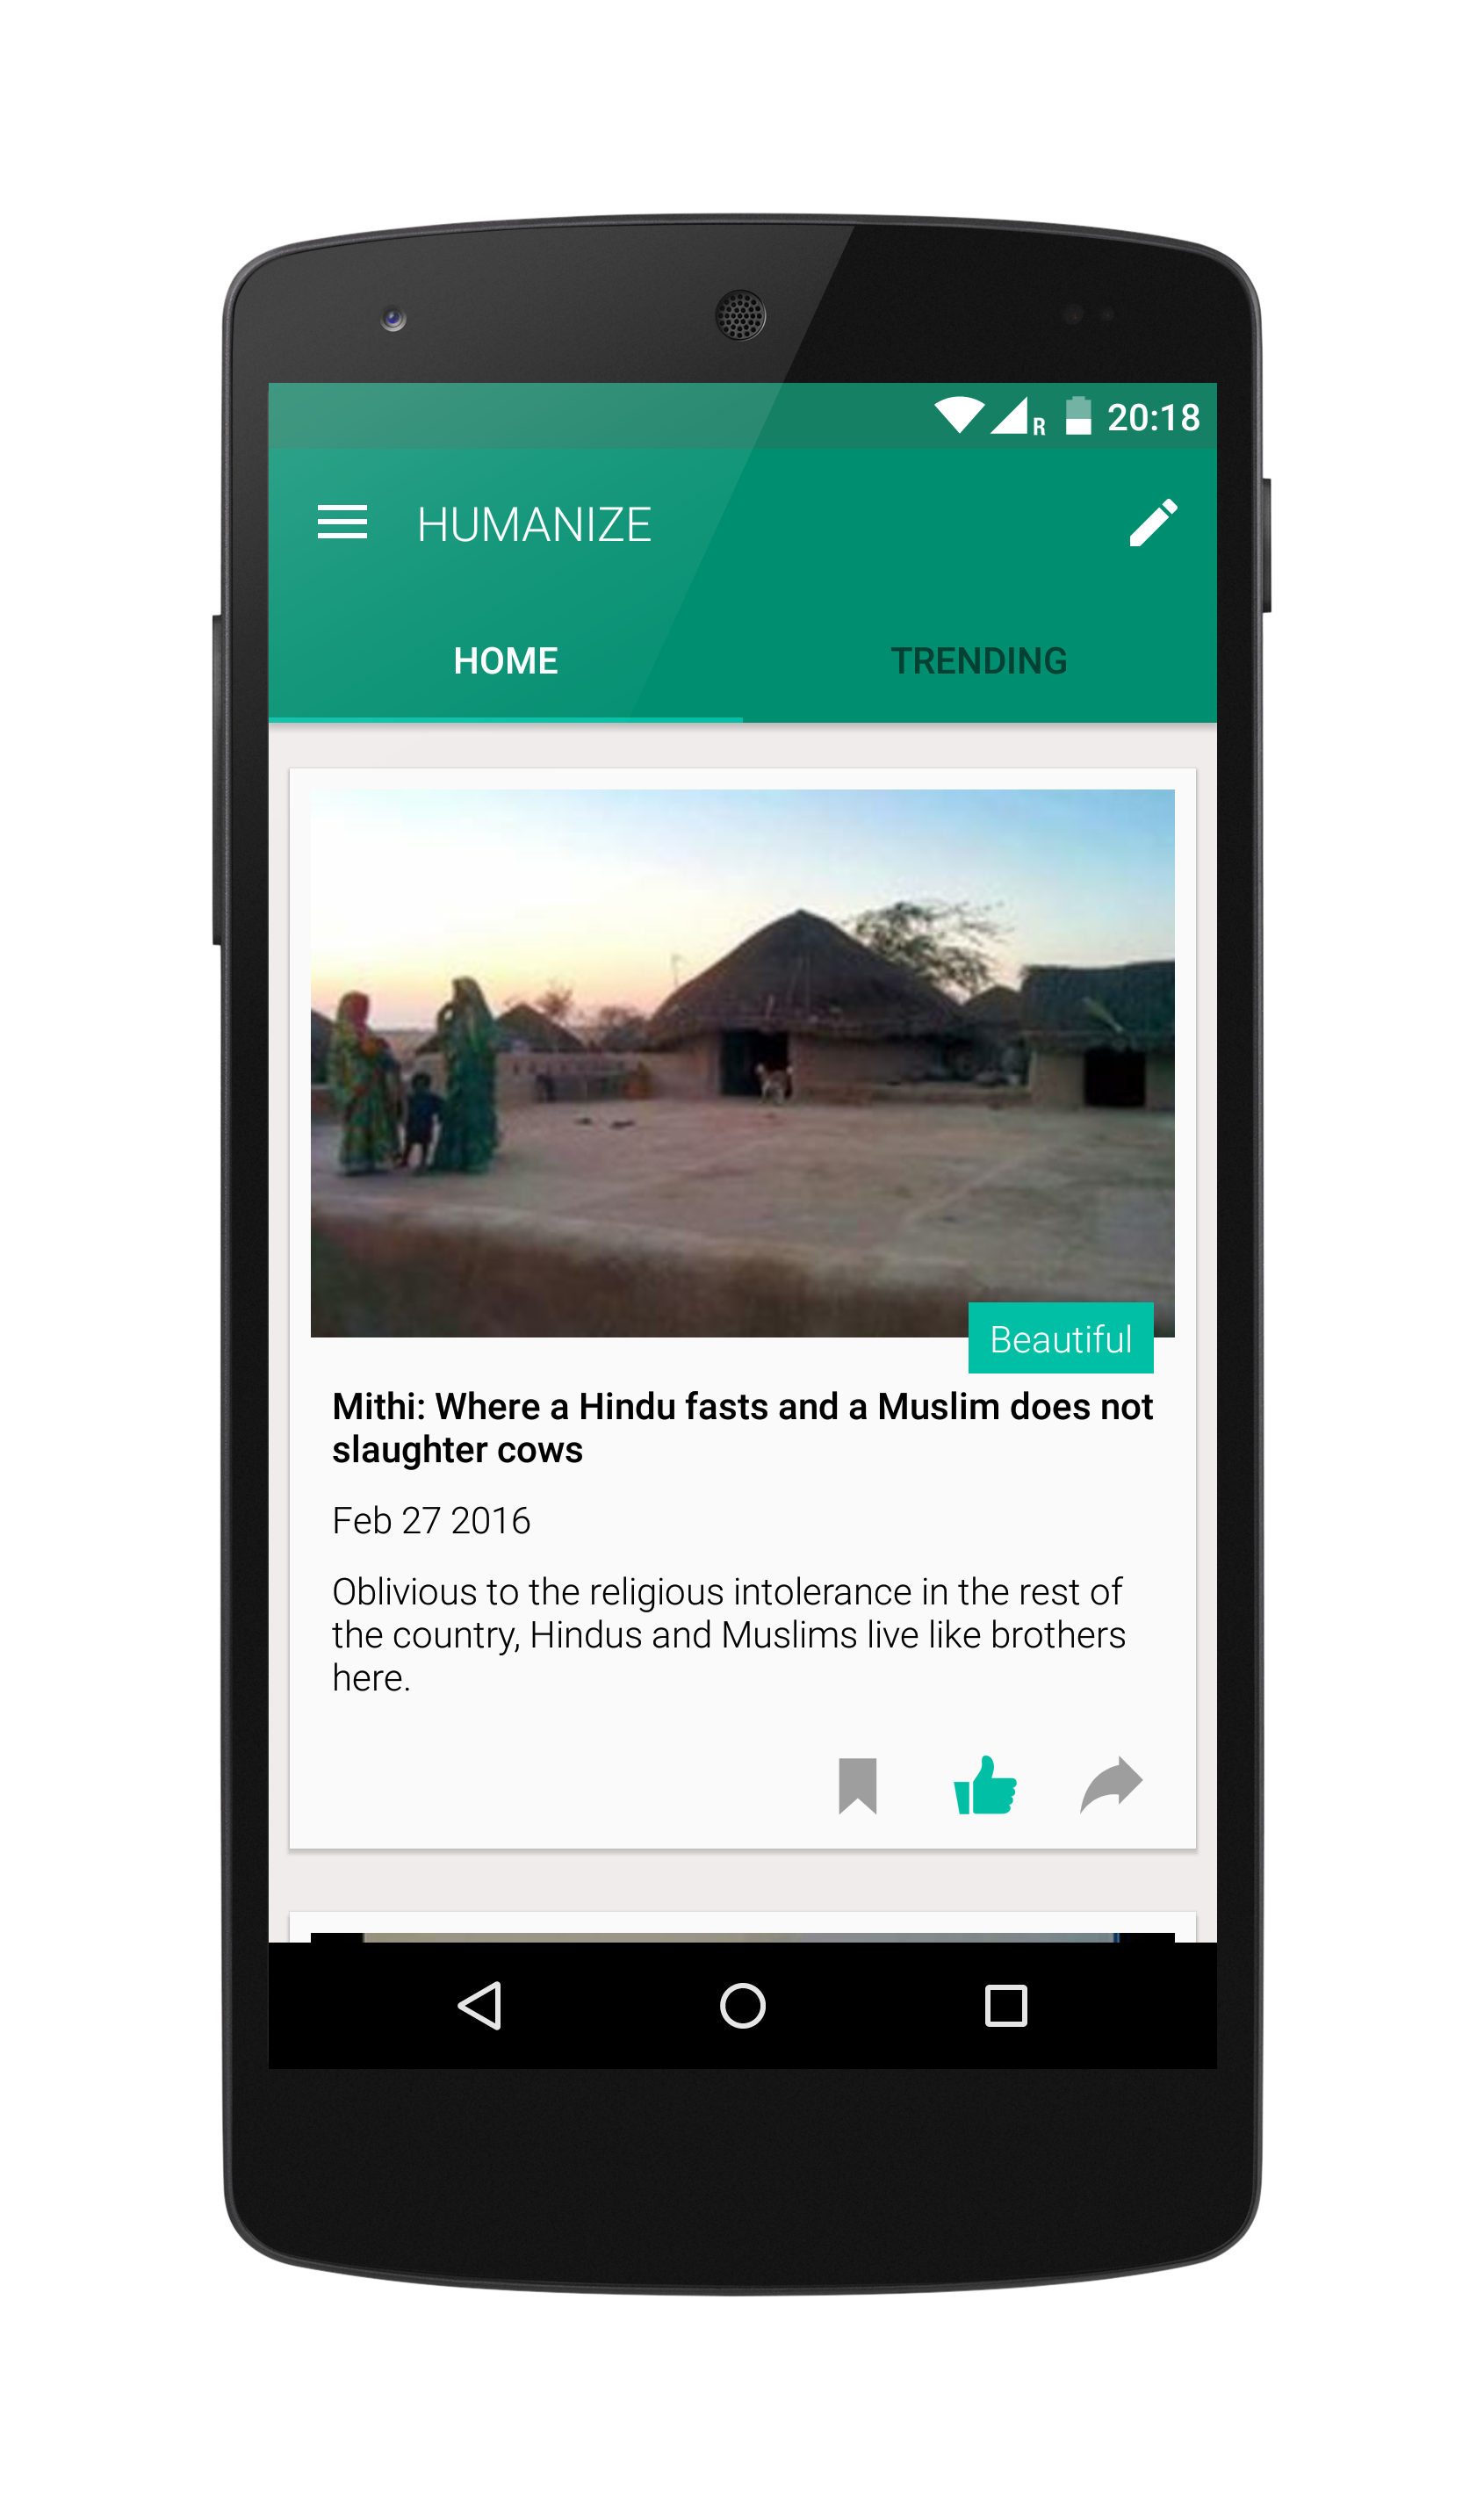 R 20:18
HUMANIZE
HOME TRENDING
Beautiful
Mithi: Where a Hindu fasts and a Muslim does not
slaughter cows
Feb 27 2016
Oblivious to the religious intolerance in the rest of
the country, Hindus and Muslims live like brothers
here.